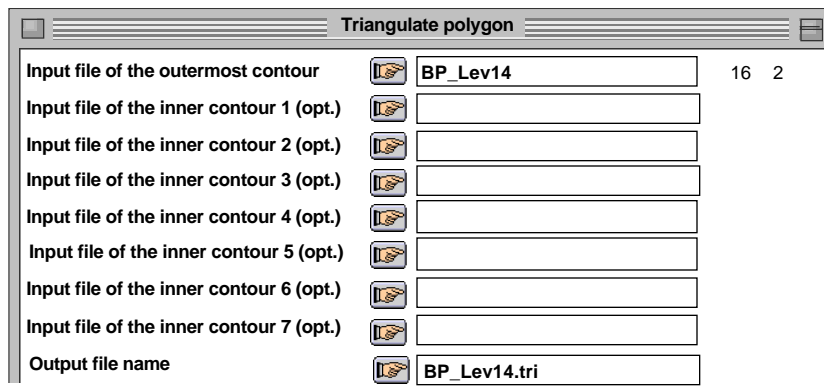 Triangulate polygon
Input file of the outermost contour BP_Lev14 16 2
Input file of the inner contour 1 (opt.)
Input file of the inner contour 2 (opt.)
Input file of the inner contour 3 (opt.)
Input file of the inner contour 4 (opt.)
Input file of the inner contour 5 (opt.)
Input file of the inner contour 6 (opt.)
Input file of the inner contour 7 (opt.)
Output file name BP_Lev14.tri